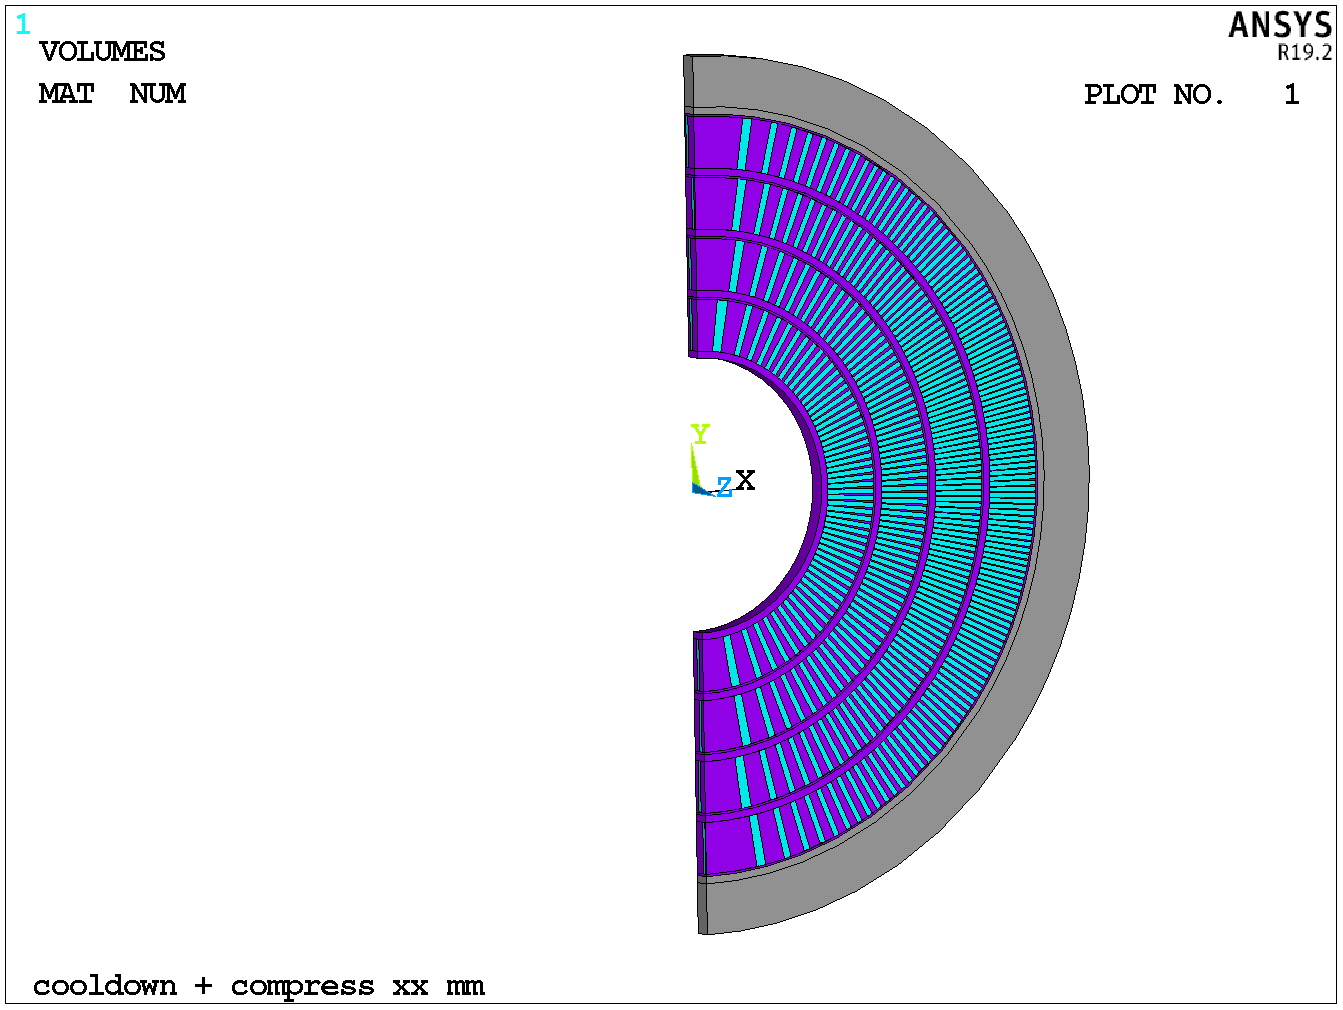 1
VOLUMES
MAT NUM
ANSYS
R19.2
PLOT NO. 1
Y
X
Z
cooldown + compress xx mm